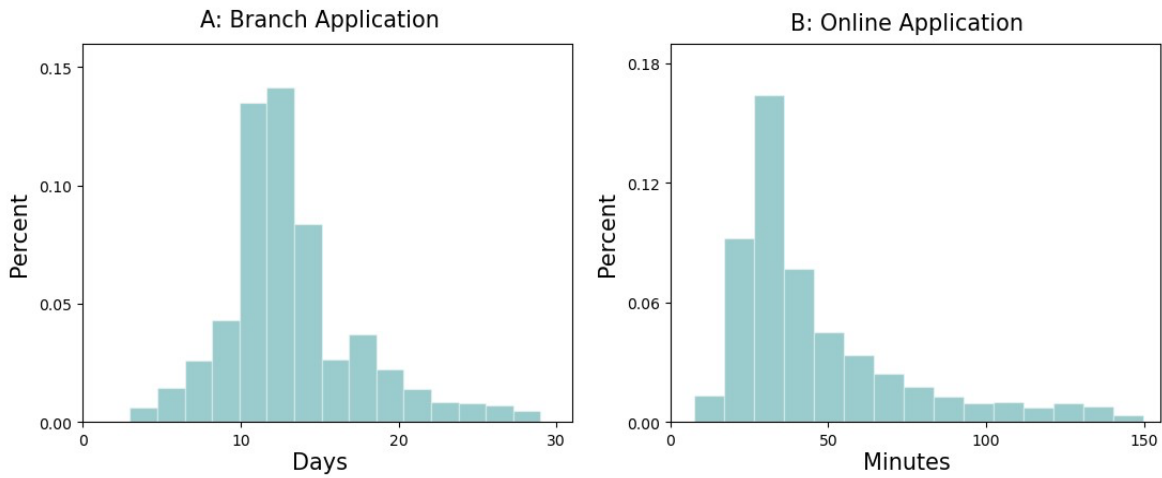 A: Branch Application
0.15
0.10
0.05
0.00
Percent
0
10
20
30
Days
B: Online Application
0.18
0.12
0.06
0.00
Percent
0
50
100
150
Minutes